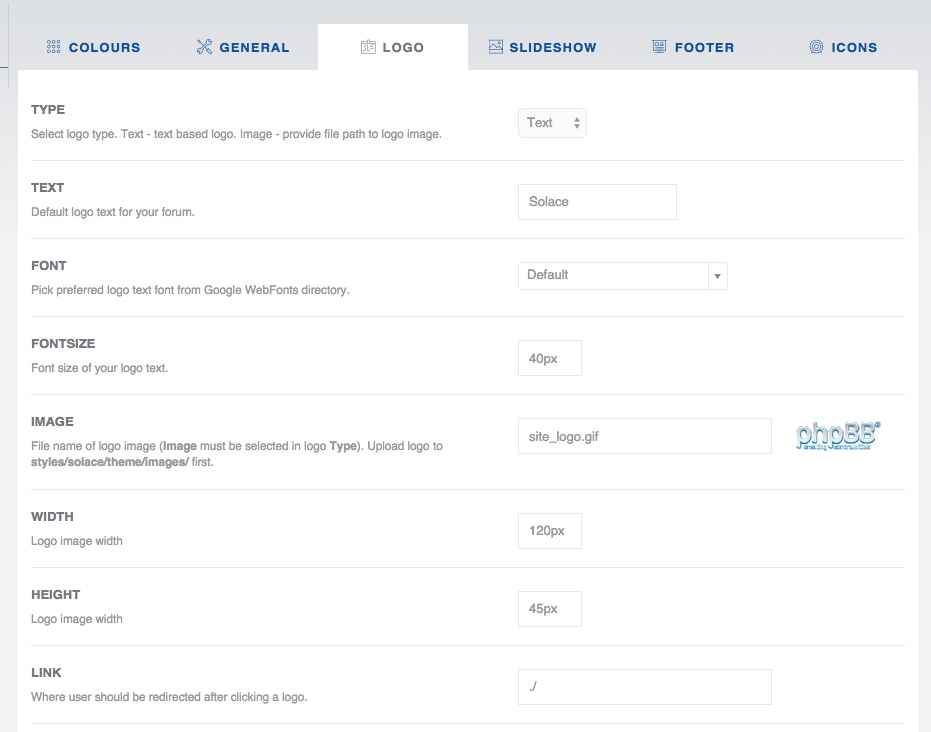 COLOURS GENERAL LOGO SLIDESHOW FOOTER ICONS
TYPE
Select logo type. Text - text based logo. Image - provide file path to logo image.
Text
TEXT
Default logo text for your forum.
Solace
FONT
Pick preferred logo text font from Google WebFonts directory.
Default
FONTSIZE
Font size of your logo text.
40px
IMAGE
File name of logo image (Image must be selected in logo Type). Upload logo to
styles/solace/theme/images/ first.
site_logo.gif
phpBB®
creating communities
WIDTH
Logo image width
120px
HEIGHT
Logo image width
45px
LINK
Where user should be redirected after clicking a logo.
./